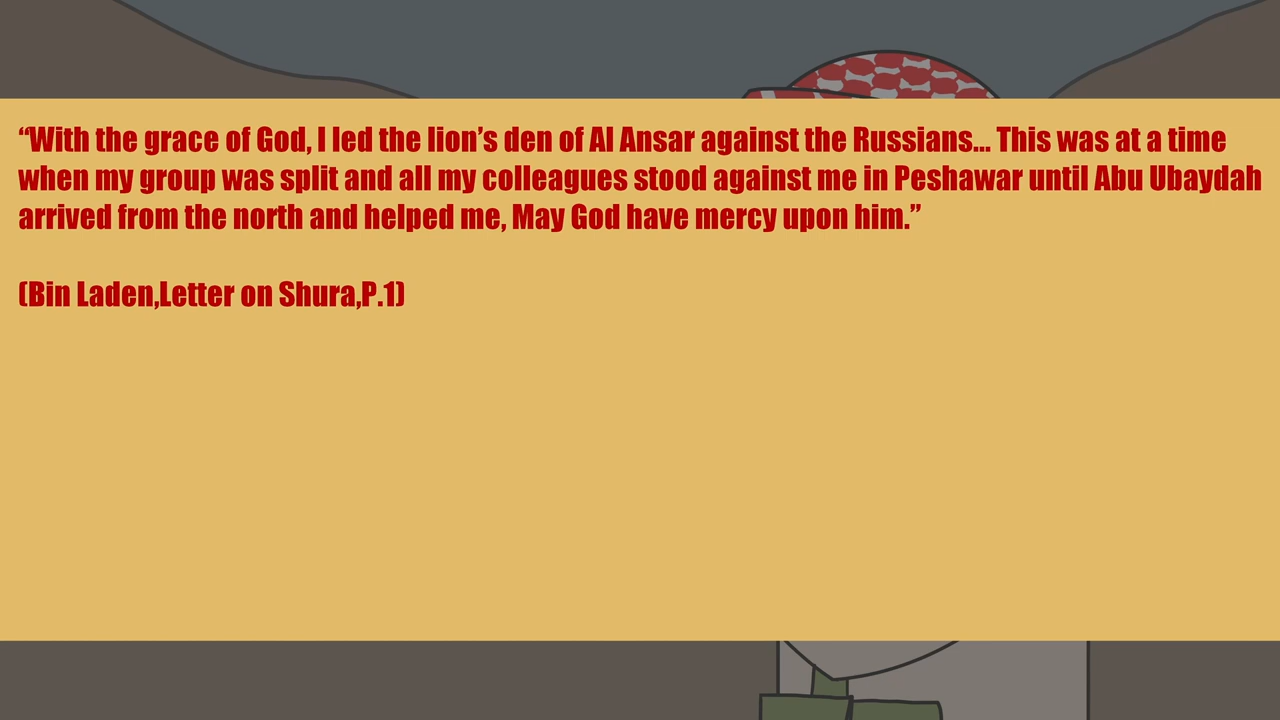 “With the grace of God, I led the lion’s den of Al Ansar against the Russians... This was at a time
when my group was split and all my colleagues stood against me in Peshawar until Abu Ubaydah
arrived from the north and helped me, May God have mercy upon him.”
(Bin Laden,Letter on Shura,P.1)